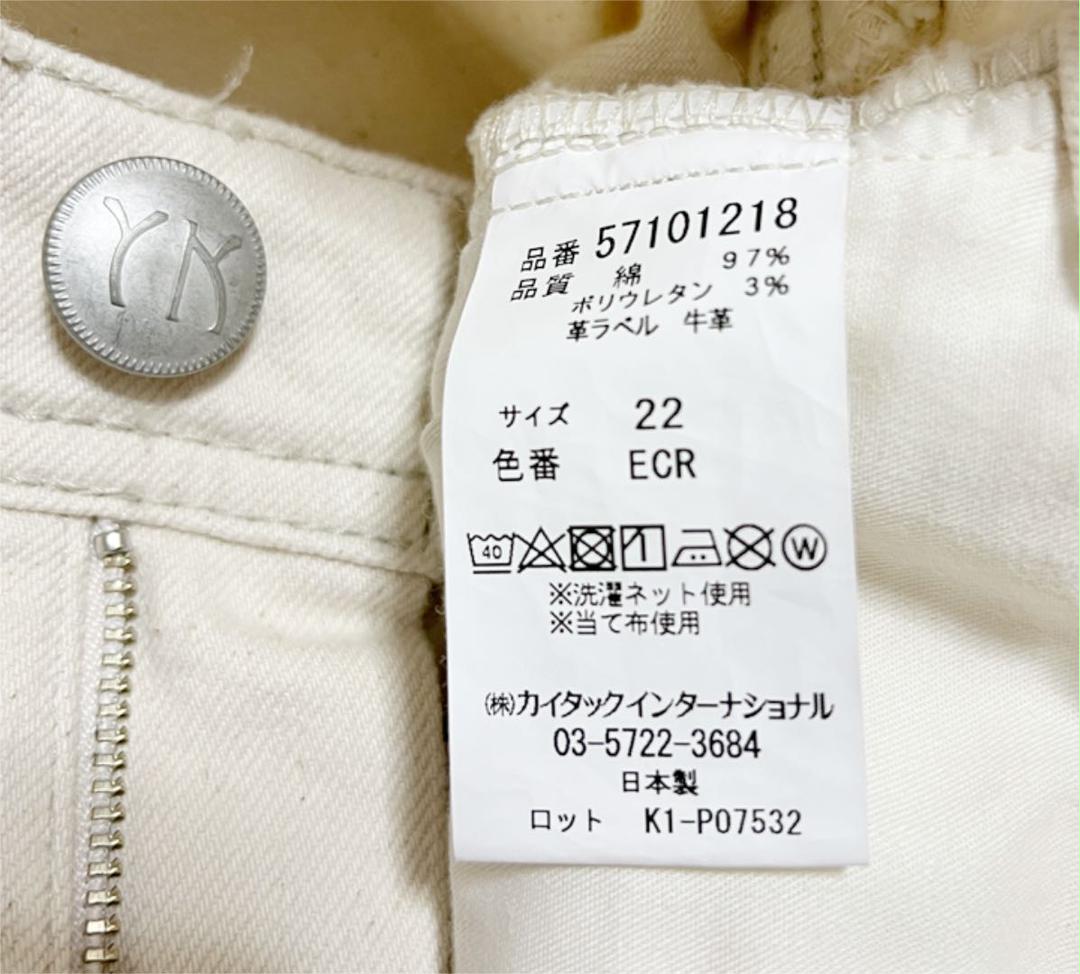 YK
品番 57101218
品質 綿 97%
ポリウレタン 3%
革ラベル 牛革
サイズ 22
色番 ECR
40 1 W
※洗濯ネット使用
※当て布使用
㈱カイタックインターナショナル
03-5722-3684
日本製
ロット K1-P07532